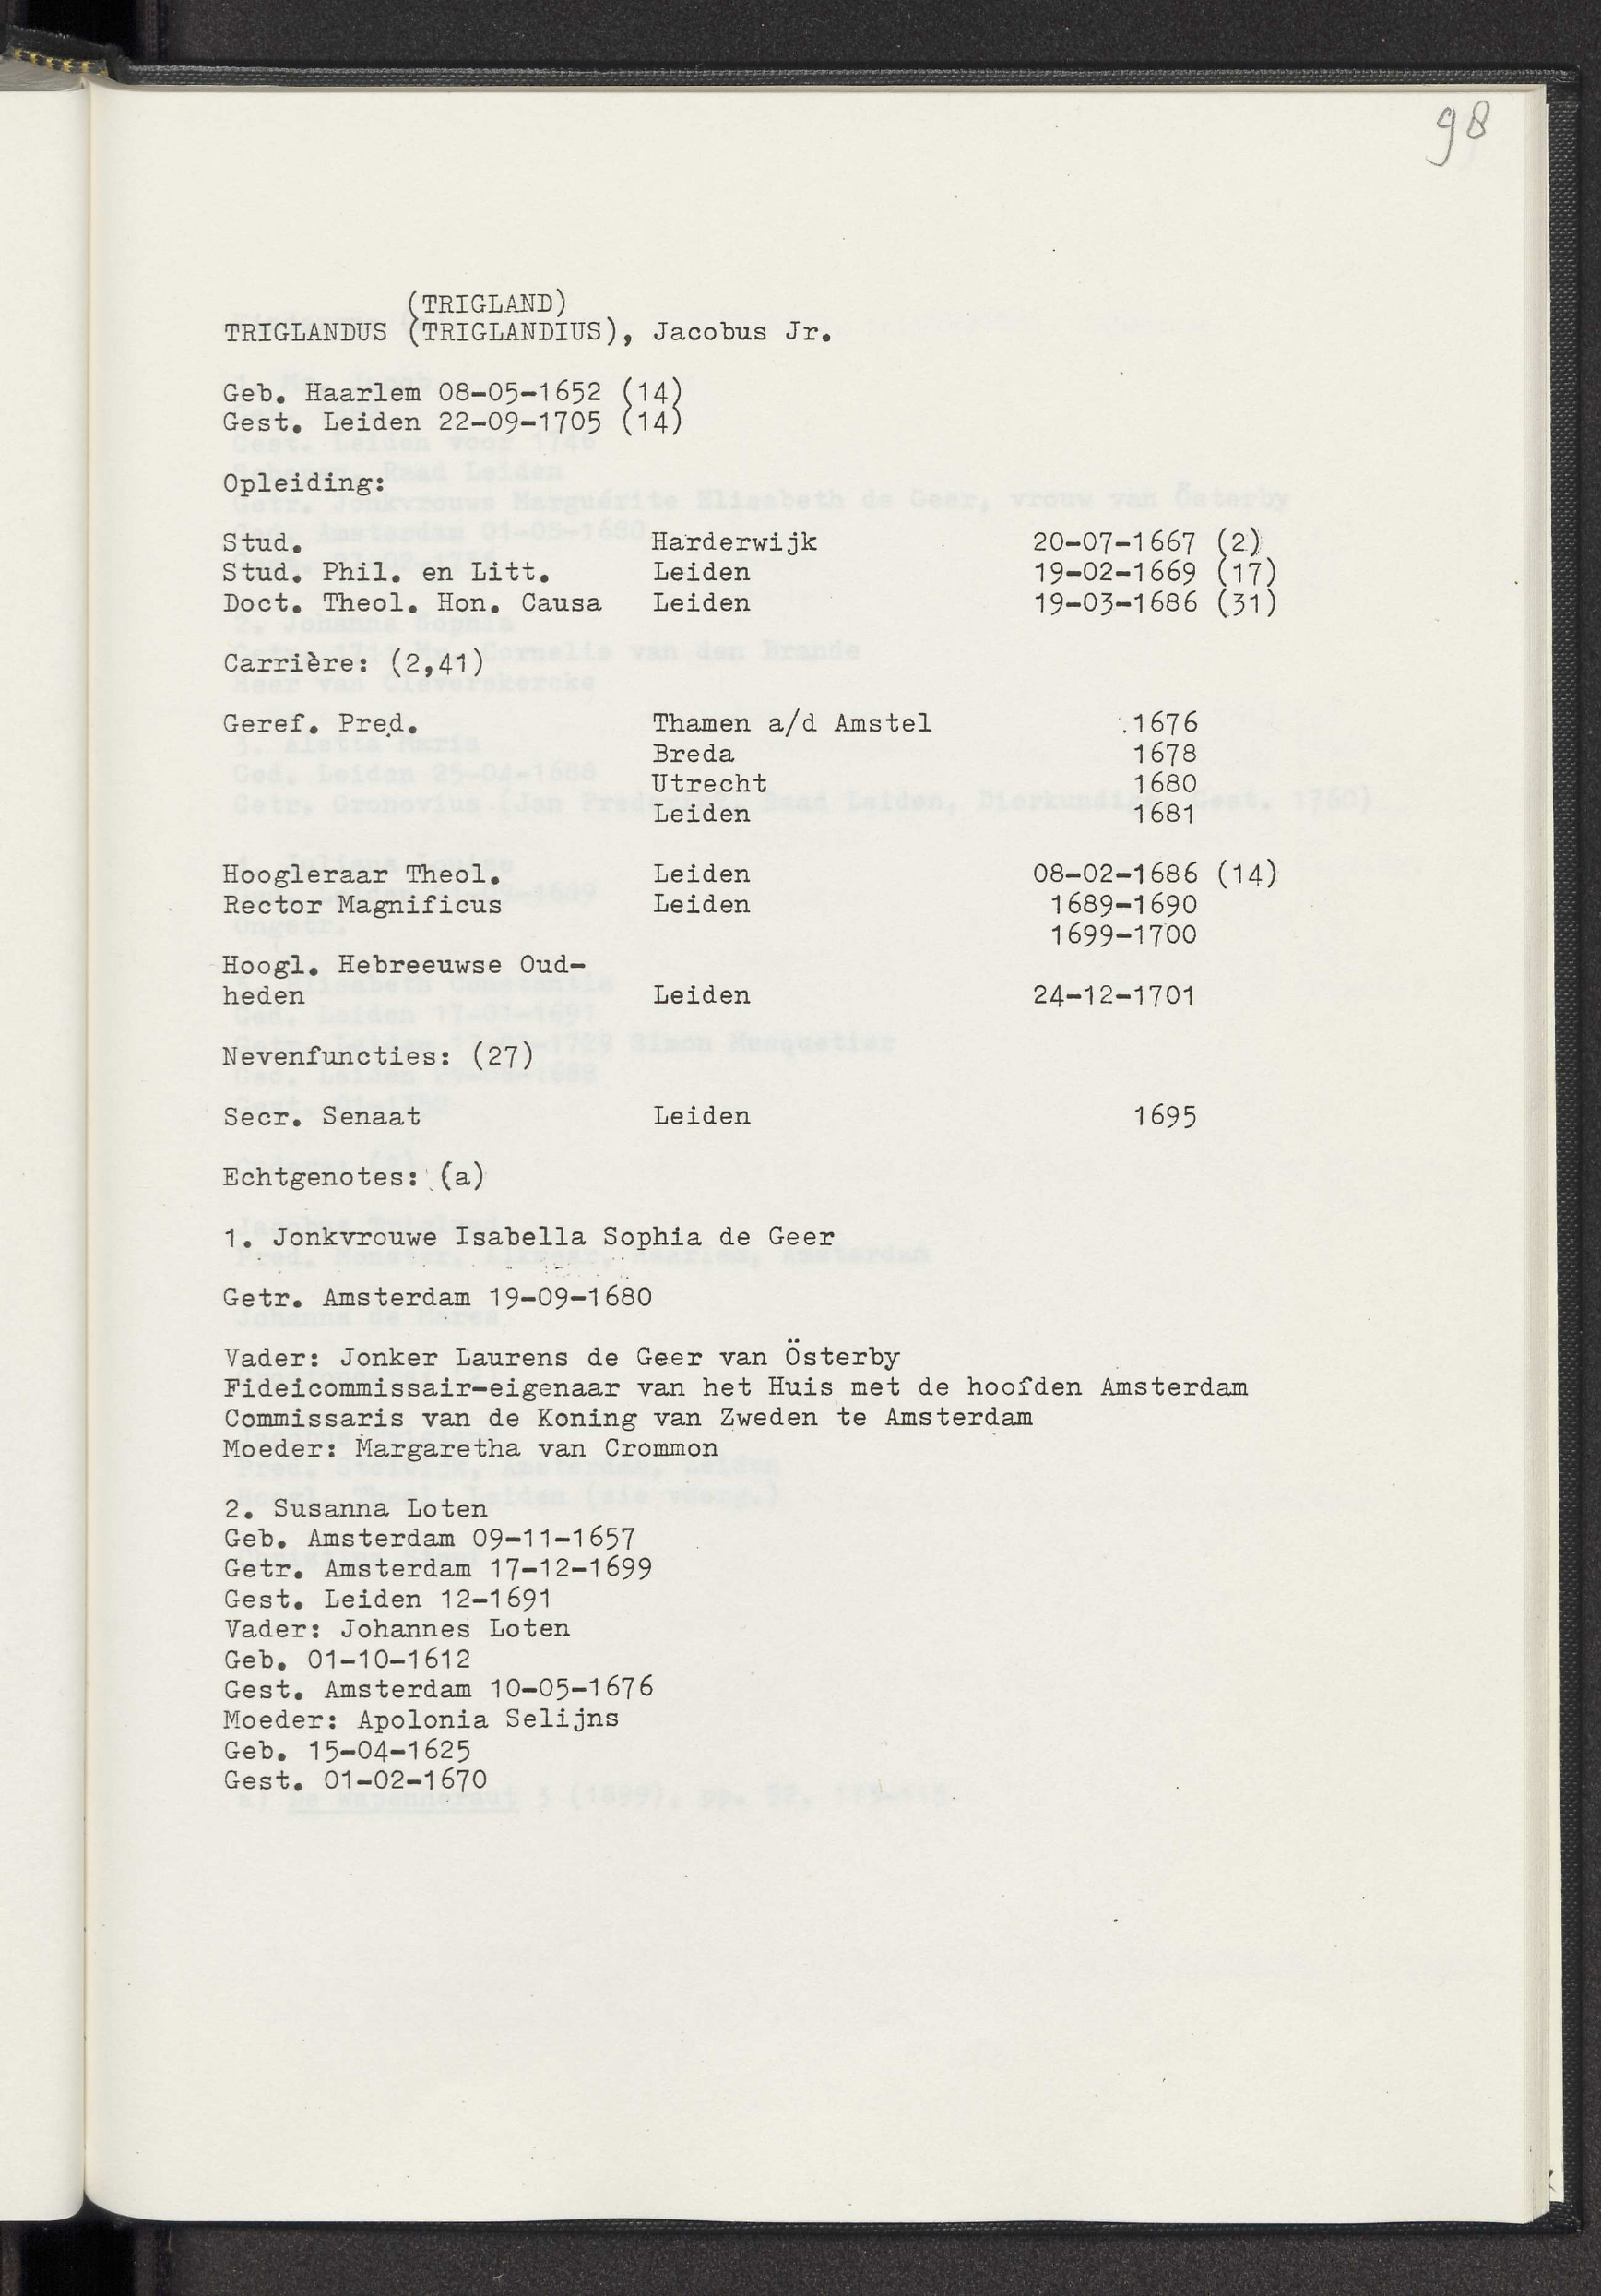 98
(TRIGLAND)
TRIGLANDUS (TRIGLANDIUS), Jacobus Jr.
Geb. Haarlem 08-05-1652 (14)
Gest. Leiden 22-09-1705 (14)
Opleiding:
Stud. Harderwijk 20-07-1667 (2)
Stud. Phil. en Litt. Leiden 19-02-1669 (17)
Doct. Theol. Hon. Causa Leiden 19-03-1686 (31)
Carrière: (2,41)
Geref. Pred. Thamen a/d Amstel 1676
Breda 1678
Utrecht 1680
Leiden 1681
Hoogleraar Theol. Leiden 08-02-1686 (14)
Rector Magnificus Leiden 1689-1690
1699-1700
Hoogl. Hebreeuwse Oud-
heden Leiden 24-12-1701
Nevenfuncties: (27)
Secr. Senaat Leiden 1695
Echtgenotes: (a)
1. Jonkvrouwe Isabella Sophia de Geer
Getr. Amsterdam 19-09-1680
Vader: Jonker Laurens de Geer van Österby
Fideicommissair-eigenaar van het Huis met de hoofden Amsterdam
Commissaris van de Koning van Zweden te Amsterdam
Moeder: Margaretha van Crommon
2. Susanna Loten
Geb. Amsterdam 09-11-1657
Getr. Amsterdam 17-12-1699
Gest. Leiden 12-1691
Vader: Johannes Loten
Geb. 01-10-1612
Gest. Amsterdam 10-05-1676
Moeder: Apolonia Selijns
Geb. 15-04-1625
Gest. 01-02-1670